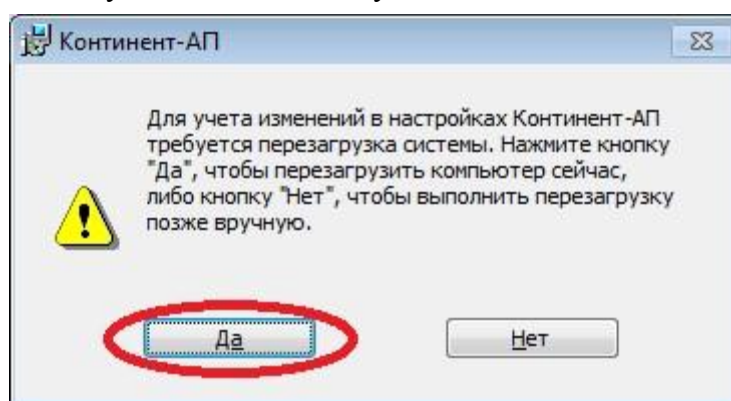 Континент-АП
Для учета изменений в настройках Континент-АП
требуется перезагрузка системы. Нажмите кнопку
"Да", чтобы перезагрузить компьютер сейчас,
либо кнопку "Нет", чтобы выполнить перезагрузку
позже вручную.
Да
Нет